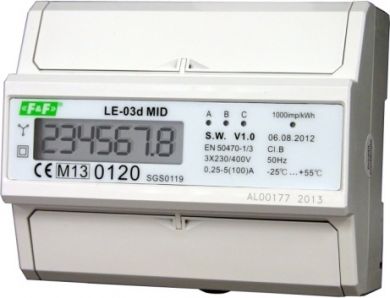 F&F
LE-03d MID
A B C 1000imp/kWh
234567.8
S.W. V1.0 06.08.2012
EN 50470-1/3 Cl.B
3X230/400V 50Hz
0,25-5(100)A -25°C ...+55°C
CE M13 0120
SGS0119
AL00177 2013